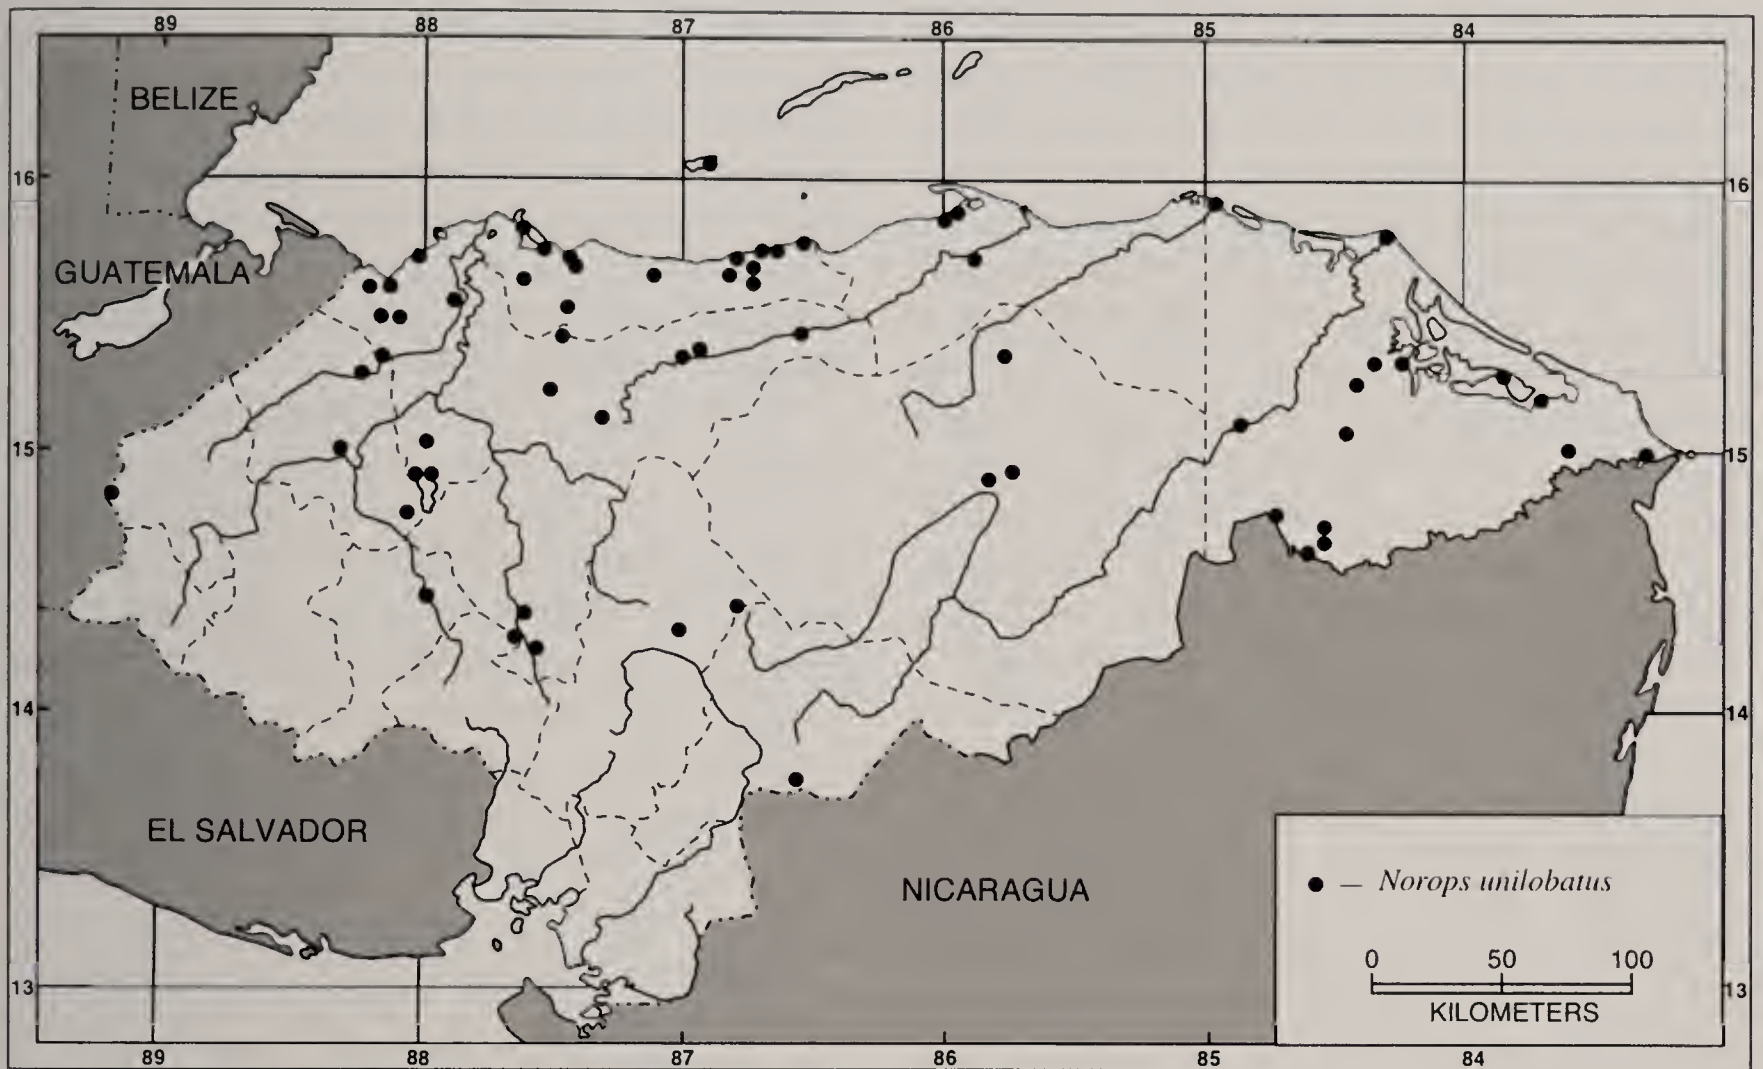 89 88 87 86 85 84
BELIZE
16 16
GUATEMALA
15 15
14 14
EL SALVADOR
NICARAGUA
● — Norops unilobatus
0 50 100
KILOMETERS
13 13
89 88 87 86 85 84